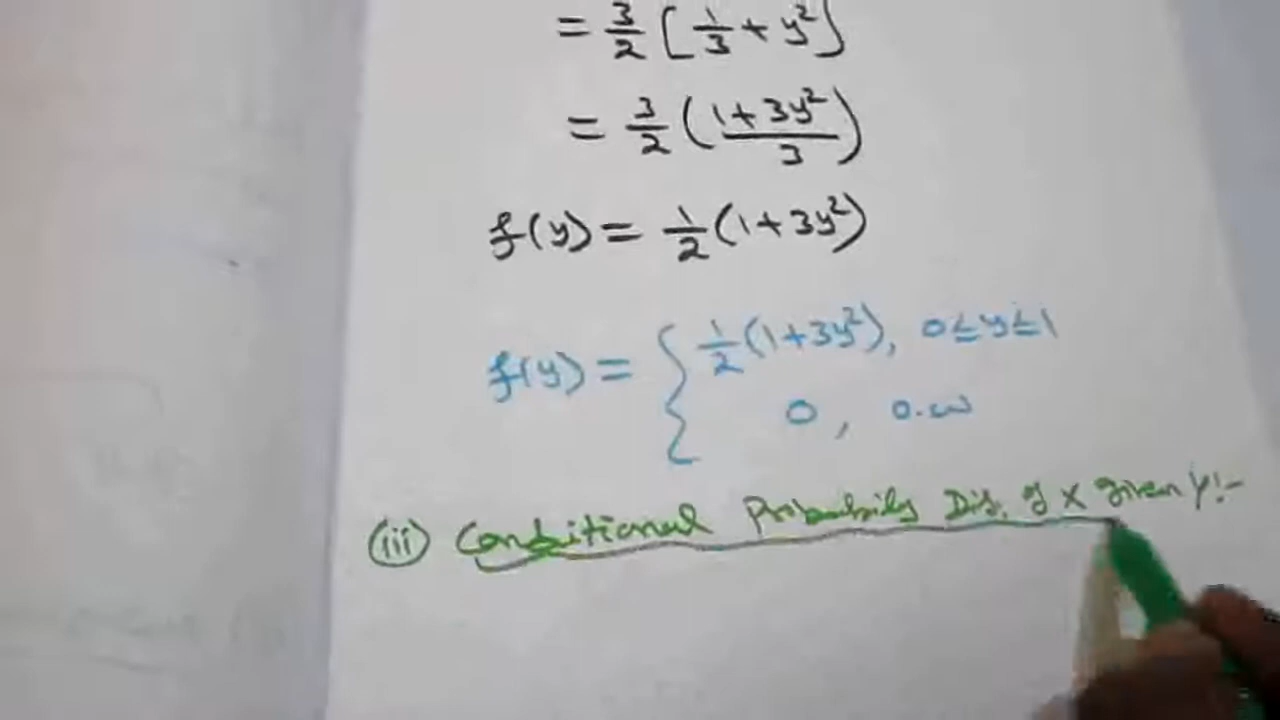 = 3/2 [1/3 + y²]
= 3/2 ((1+3y²)/3)
f(y) = 1/2 (1+3y²)
f(y) = { 1/2 (1+3y²), 0≤y≤1
0, o.w
(iii) Conditional Probability Dis. of X given Y:-